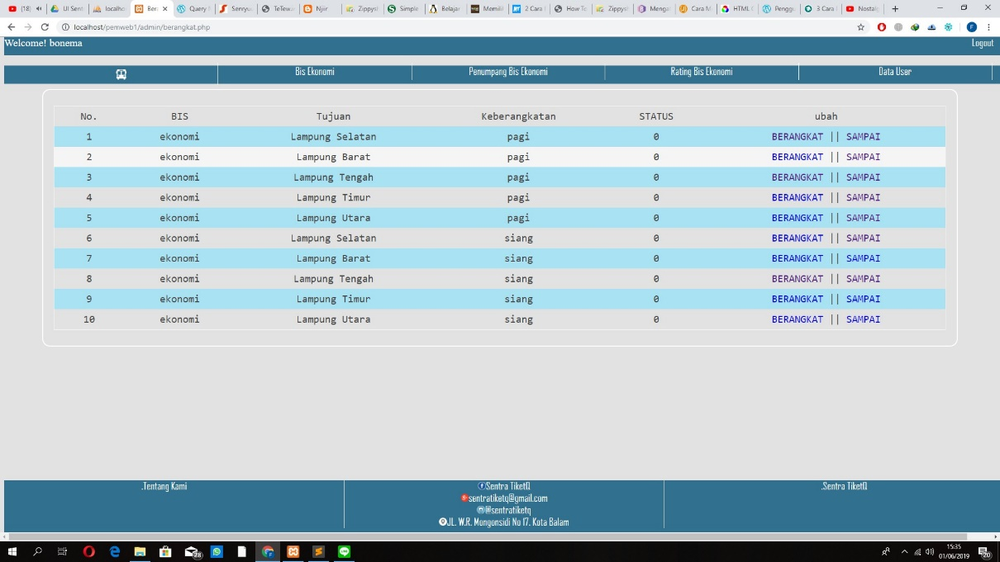 (18)
UI Sent
localho
Ber
Query
Senryu
TeTew
Njir
Zippys
Simple
Belajar
Memili
2 Cara
How To
Zippys
Menga
Cara M
HTML
Penggu
3 Cara
Nostal
localhost/pemweb1/admin/berangkat.php
Welcome! bonema Logout
Bis Ekonomi Penumpang Bis Ekonomi Rating Bis Ekonomi Data User
No. BIS Tujuan Keberangkatan STATUS ubah
1 ekonomi Lampung Selatan pagi 0 BERANGKAT || SAMPAI
2 ekonomi Lampung Barat pagi 0 BERANGKAT || SAMPAI
3 ekonomi Lampung Tengah pagi 0 BERANGKAT || SAMPAI
4 ekonomi Lampung Timur pagi 0 BERANGKAT || SAMPAI
5 ekonomi Lampung Utara pagi 0 BERANGKAT || SAMPAI
6 ekonomi Lampung Selatan siang 0 BERANGKAT || SAMPAI
7 ekonomi Lampung Barat siang 0 BERANGKAT || SAMPAI
8 ekonomi Lampung Tengah siang 0 BERANGKAT || SAMPAI
9 ekonomi Lampung Timur siang 0 BERANGKAT || SAMPAI
10 ekonomi Lampung Utara siang 0 BERANGKAT || SAMPAI
.Tentang Kami
Sentra TiketQ
sentratiketq@gmail.com
@sentratiketq
JL. W.R. Mongonsidi No 17. Kota Balam
.Sentra TiketQ
28
15:35
01/06/2019
20